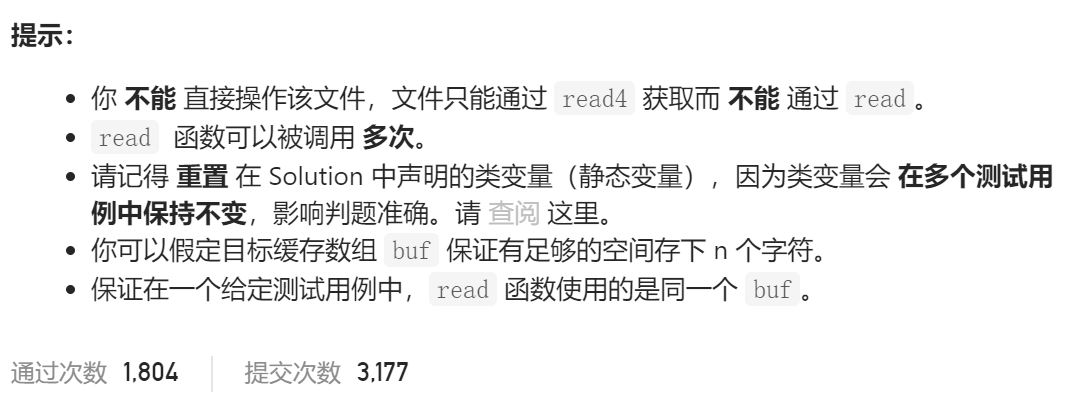 提示：
你 不能 直接操作该文件，文件只能通过 read4 获取而 不能 通过 read。
read 函数可以被调用 多次。
请记得 重置 在 Solution 中声明的类变量（静态变量），因为类变量会 在多个测试用
例中保持不变，影响判题准确。请 查阅 这里。
你可以假定目标缓存数组 buf 保证有足够的空间存下 n 个字符。
保证在一个给定测试用例中，read 函数使用的是同一个 buf。
通过次数 1,804 提交次数 3,177